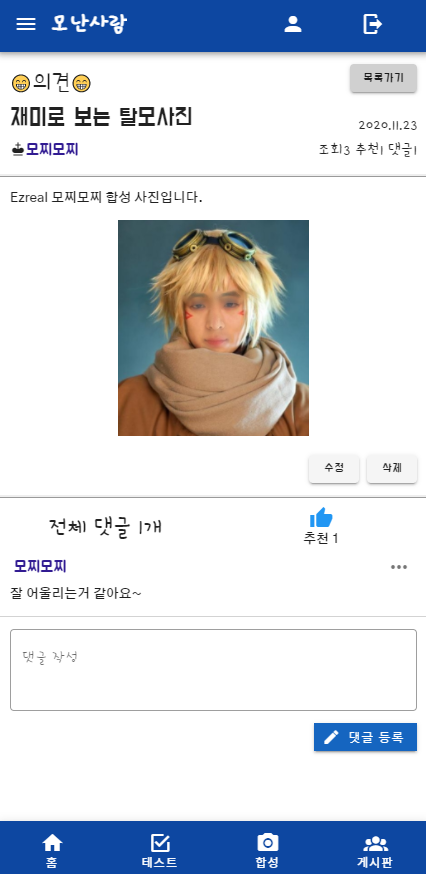 모난사람
😁의견😁
목록가기
재미로 보는 탈모사진
2020.11.23
모찌모찌
조회3 추천1 댓글1
Ezreal 모찌모찌 합성 사진입니다.
수정
삭제
전체 댓글 1개
추천 1
모찌모찌
잘 어울리는거 같아요~
댓글 작성
댓글 등록
홈
테스트
합성
게시판